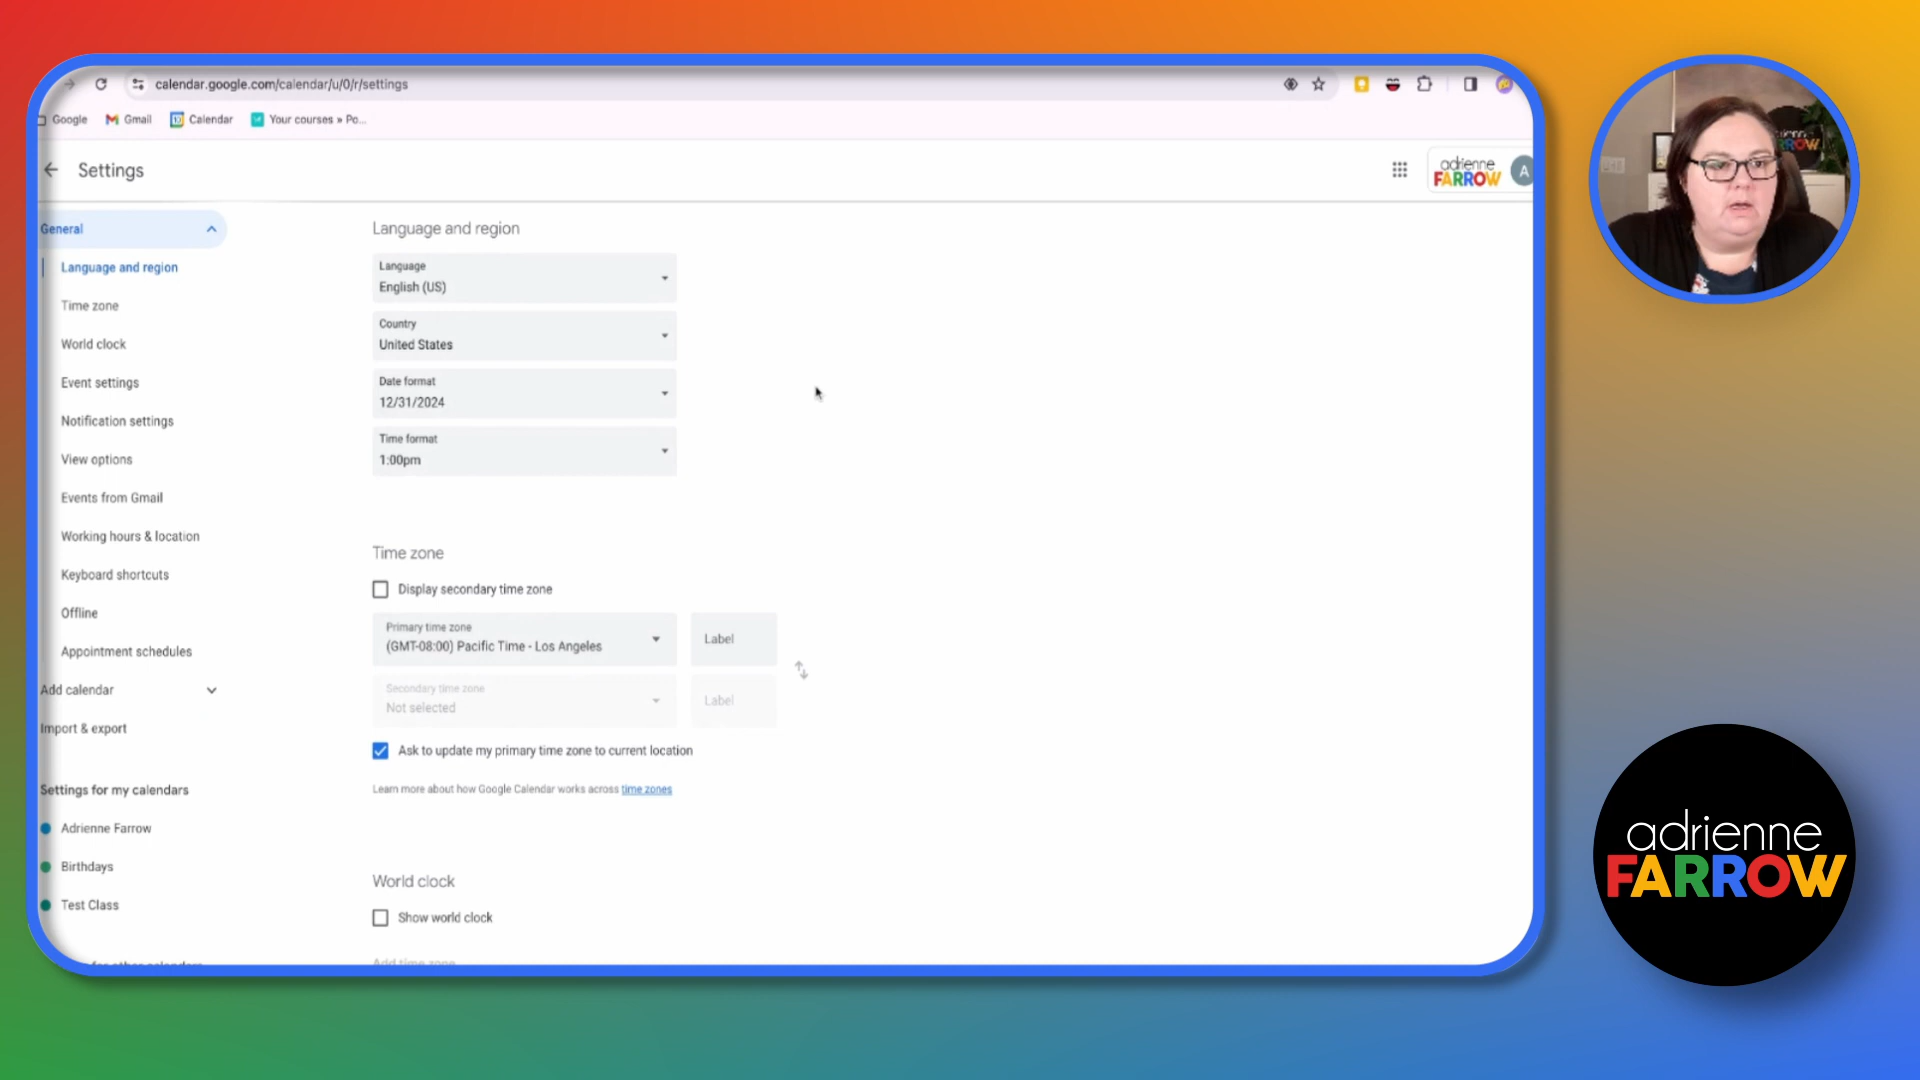 calendar.google.com/calendar/u/0/r/settings
Google Gmail Calendar Your courses » Po...
Settings
adrienne
FARROW
A
General
Language and region
Time zone
World clock
Event settings
Notification settings
View options
Events from Gmail
Working hours & location
Keyboard shortcuts
Offline
Appointment schedules
Add calendar
Import & export
Settings for my calendars
Adrienne Farrow
Birthdays
Test Class
for other calendars
Language and region
Language
English (US)
Country
United States
Date format
12/31/2024
Time format
1:00pm
Time zone
Display secondary time zone
Primary time zone
(GMT-08:00) Pacific Time - Los Angeles
Label
Secondary time zone
Not selected
Label
Ask to update my primary time zone to current location
Learn more about how Google Calendar works across time zones
World clock
Show world clock
Add time zone
adrienne
FARROW